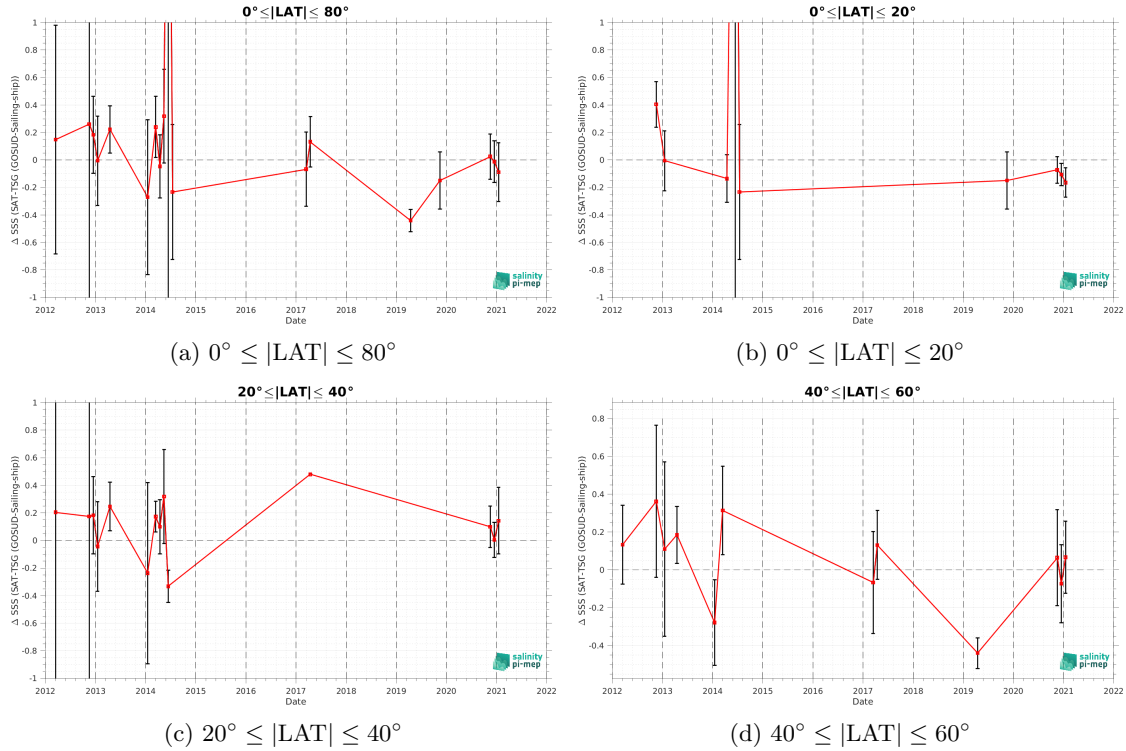 0°≤|LAT|≤ 80°
1
0.8
0.6
0.4
0.2
0
-0.2
-0.4
-0.6
-0.8
-1
Δ SSS (SAT-TSG (GOSUD-Sailing-ship))
2012 2013 2014 2015 2016 2017 2018 2019 2020 2021 2022
Date
salinity
pi-mep
(a) 0° ≤ |LAT| ≤ 80°
0°≤|LAT|≤ 20°
1
0.8
0.6
0.4
0.2
0
-0.2
-0.4
-0.6
-0.8
-1
Δ SSS (SAT-TSG (GOSUD-Sailing-ship))
2012 2013 2014 2015 2016 2017 2018 2019 2020 2021 2022
Date
salinity
pi-mep
(b) 0° ≤ |LAT| ≤ 20°
20°≤|LAT|≤ 40°
1
0.8
0.6
0.4
0.2
0
-0.2
-0.4
-0.6
-0.8
-1
Δ SSS (SAT-TSG (GOSUD-Sailing-ship))
2012 2013 2014 2015 2016 2017 2018 2019 2020 2021 2022
Date
salinity
pi-mep
(c) 20° ≤ |LAT| ≤ 40°
40°≤|LAT|≤ 60°
0.8
0.6
0.4
0.2
0
-0.2
-0.4
Δ SSS (SAT-TSG (GOSUD-Sailing-ship))
2012 2013 2014 2015 2016 2017 2018 2019 2020 2021 2022
Date
salinity
pi-mep
(d) 40° ≤ |LAT| ≤ 60°